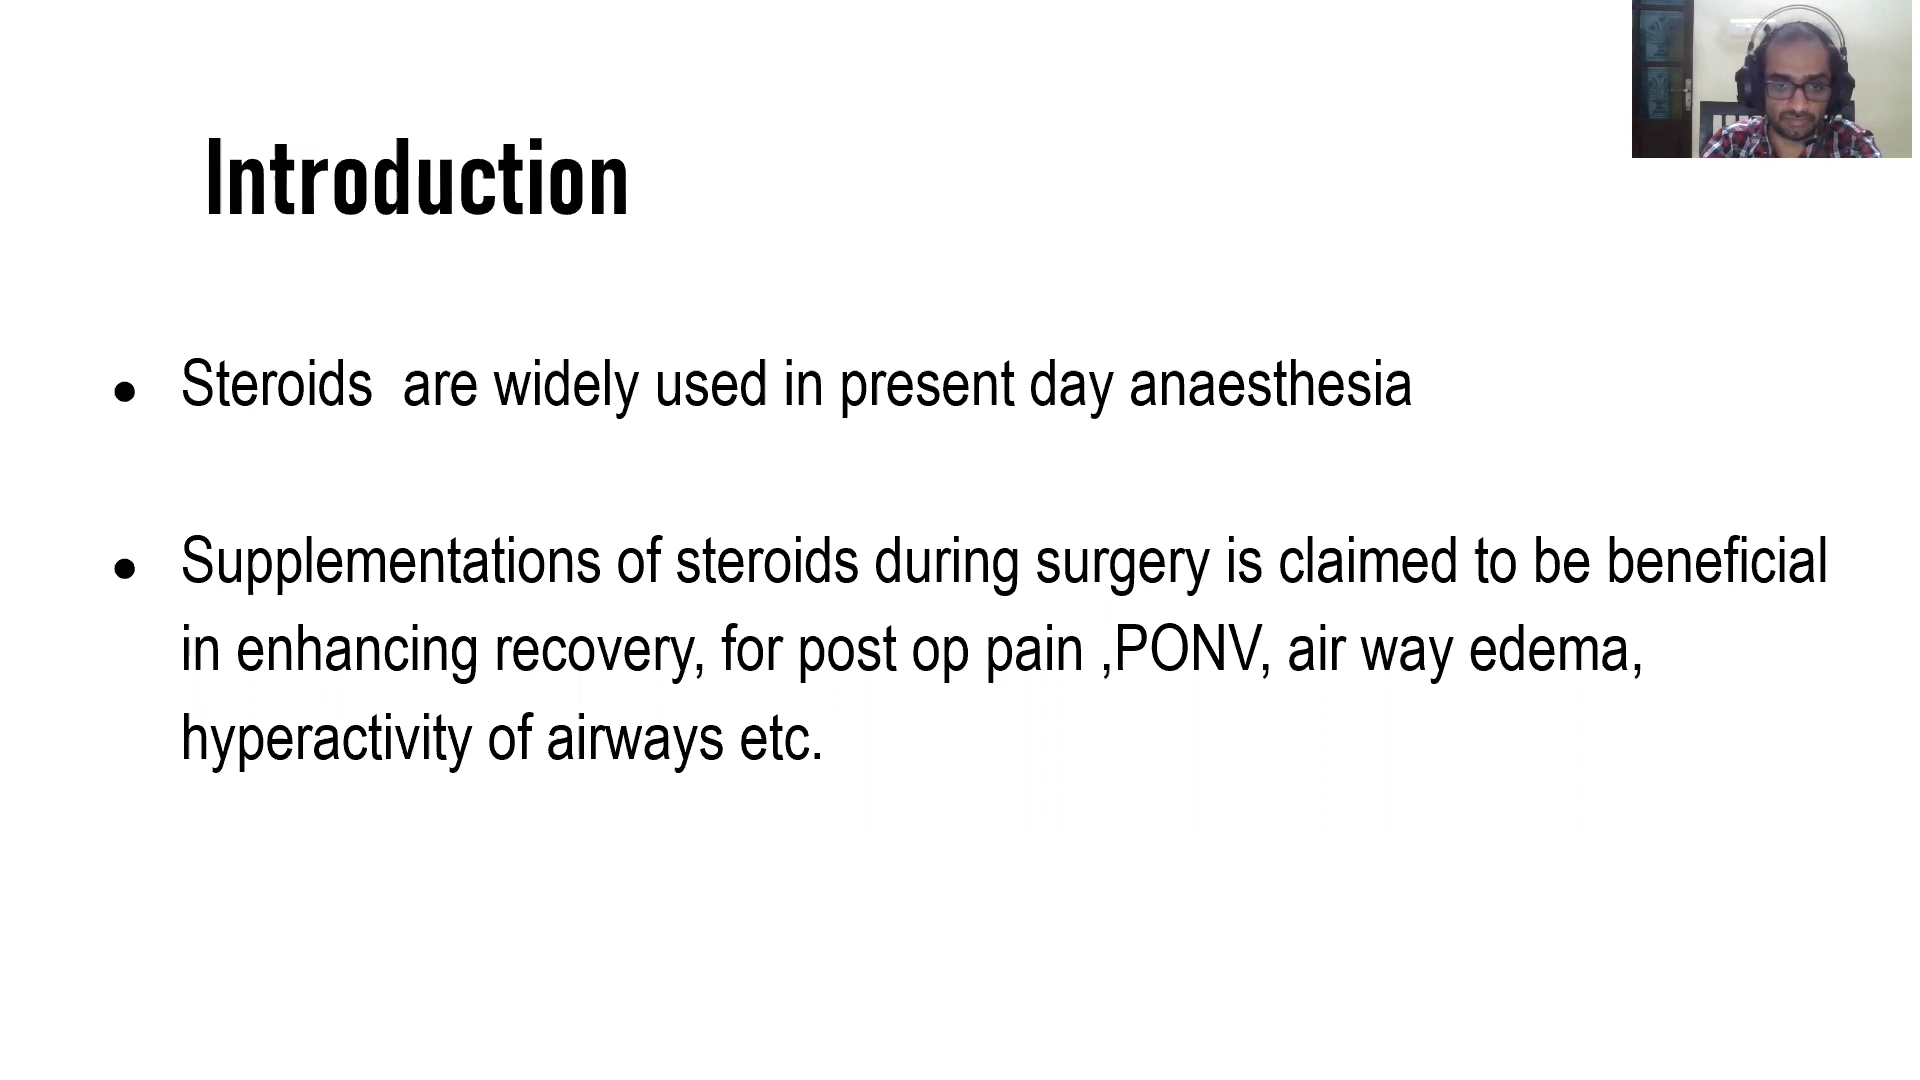 Introduction
● Steroids  are widely used in present day anaesthesia
● Supplementations of steroids during surgery is claimed to be beneficial
in enhancing recovery, for post op pain ,PONV, air way edema,
hyperactivity of airways etc.